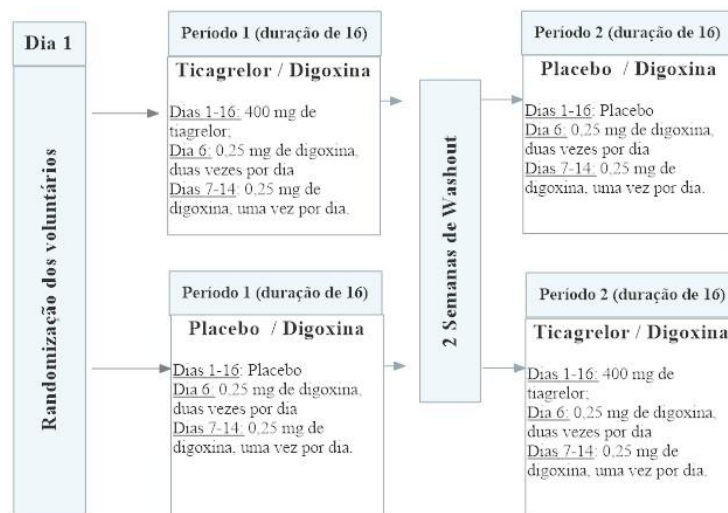 Dia 1
Randomização dos voluntários
Período 1 (duração de 16)
Ticagrelor / Digoxina
Dias 1-16: 400 mg de
tiagrelor;
Dia 6: 0,25 mg de digoxina,
duas vezes por dia
Dias 7-14: 0,25 mg de
digoxina, uma vez por dia.
Período 1 (duração de 16)
Placebo / Digoxina
Dias 1-16: Placebo
Dia 6: 0,25 mg de digoxina,
duas vezes por dia
Dias 7-14: 0,25 mg de
digoxina, uma vez por dia.
2 Semanas de Washout
Período 2 (duração de 16)
Placebo / Digoxina
Dias 1-16: Placebo
Dia 6: 0,25 mg de digoxina,
duas vezes por dia
Dias 7-14: 0,25 mg de
digoxina, uma vez por dia.
Período 2 (duração de 16)
Ticagrelor / Digoxina
Dias 1-16: 400 mg de
tiagrelor;
Dia 6: 0,25 mg de digoxina,
duas vezes por dia
Dias 7-14: 0,25 mg de
digoxina, uma vez por dia.